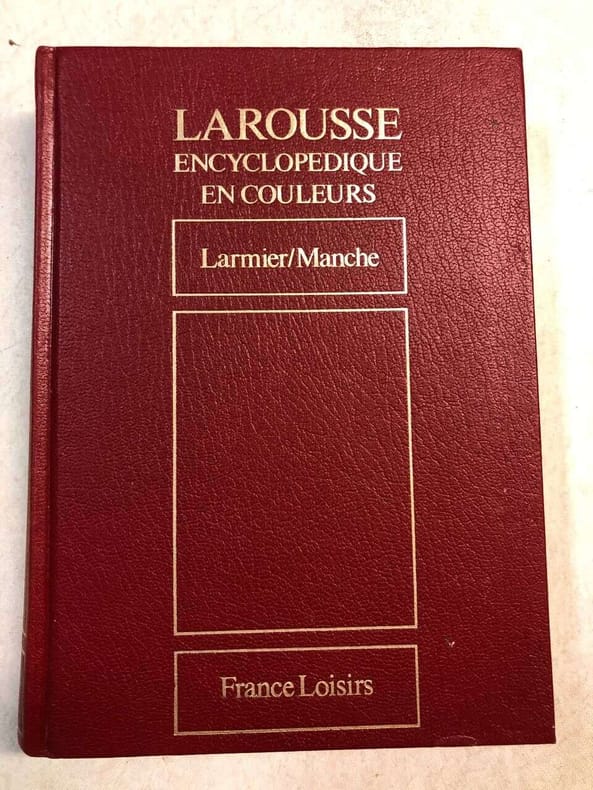 LAROUSSE
ENCYCLOPEDIQUE
EN COULEURS
Larmier/Manche
France Loisirs